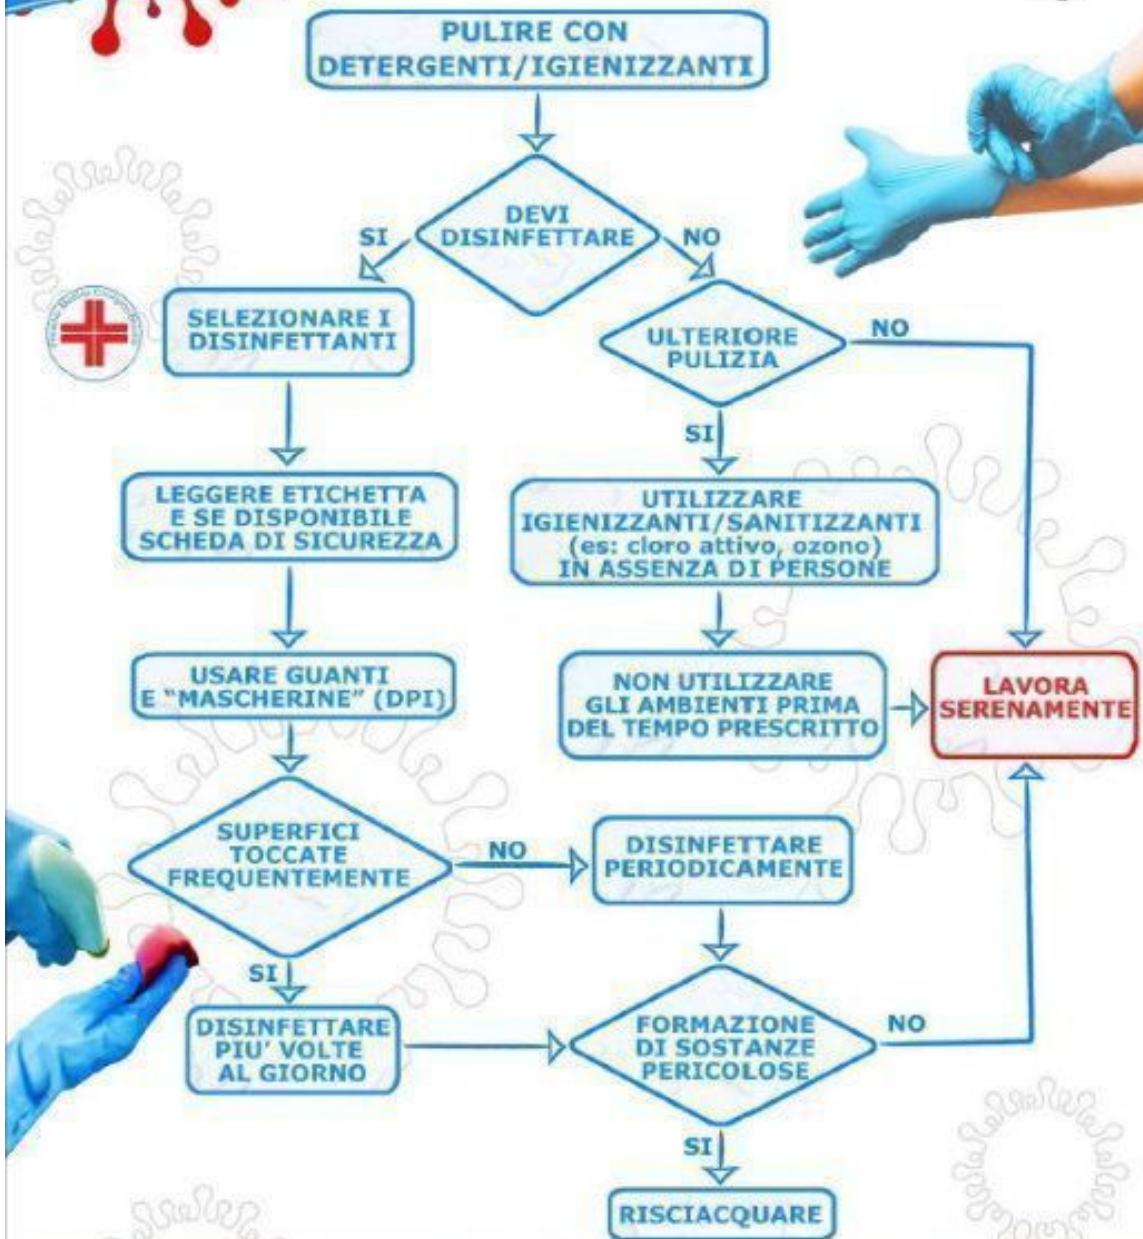 PULIRE CON
DETERGENTI/IGIENIZZANTI
DEVI
DISINFETTARE
SI
NO
SELEZIONARE I
DISINFETTANTI
ULTERIORE
PULIZIA
NO
SI
LEGGERE ETICHETTA
E SE DISPONIBILE
SCHEDA DI SICUREZZA
UTILIZZARE
IGIENIZZANTI/SANITIZZANTI
(es: cloro attivo, ozono)
IN ASSENZA DI PERSONE
USARE GUANTI
E “MASCHERINE” (DPI)
NON UTILIZZARE
GLI AMBIENTI PRIMA
DEL TEMPO PRESCRITTO
LAVORA
SERENAMENTE
SUPERFICI
TOCCATE
FREQUENTEMENTE
NO
DISINFETTARE
PERIODICAMENTE
SI
DISINFETTARE
PIU’ VOLTE
AL GIORNO
FORMAZIONE
DI SOSTANZE
PERICOLOSE
NO
SI
RISCIACQUARE